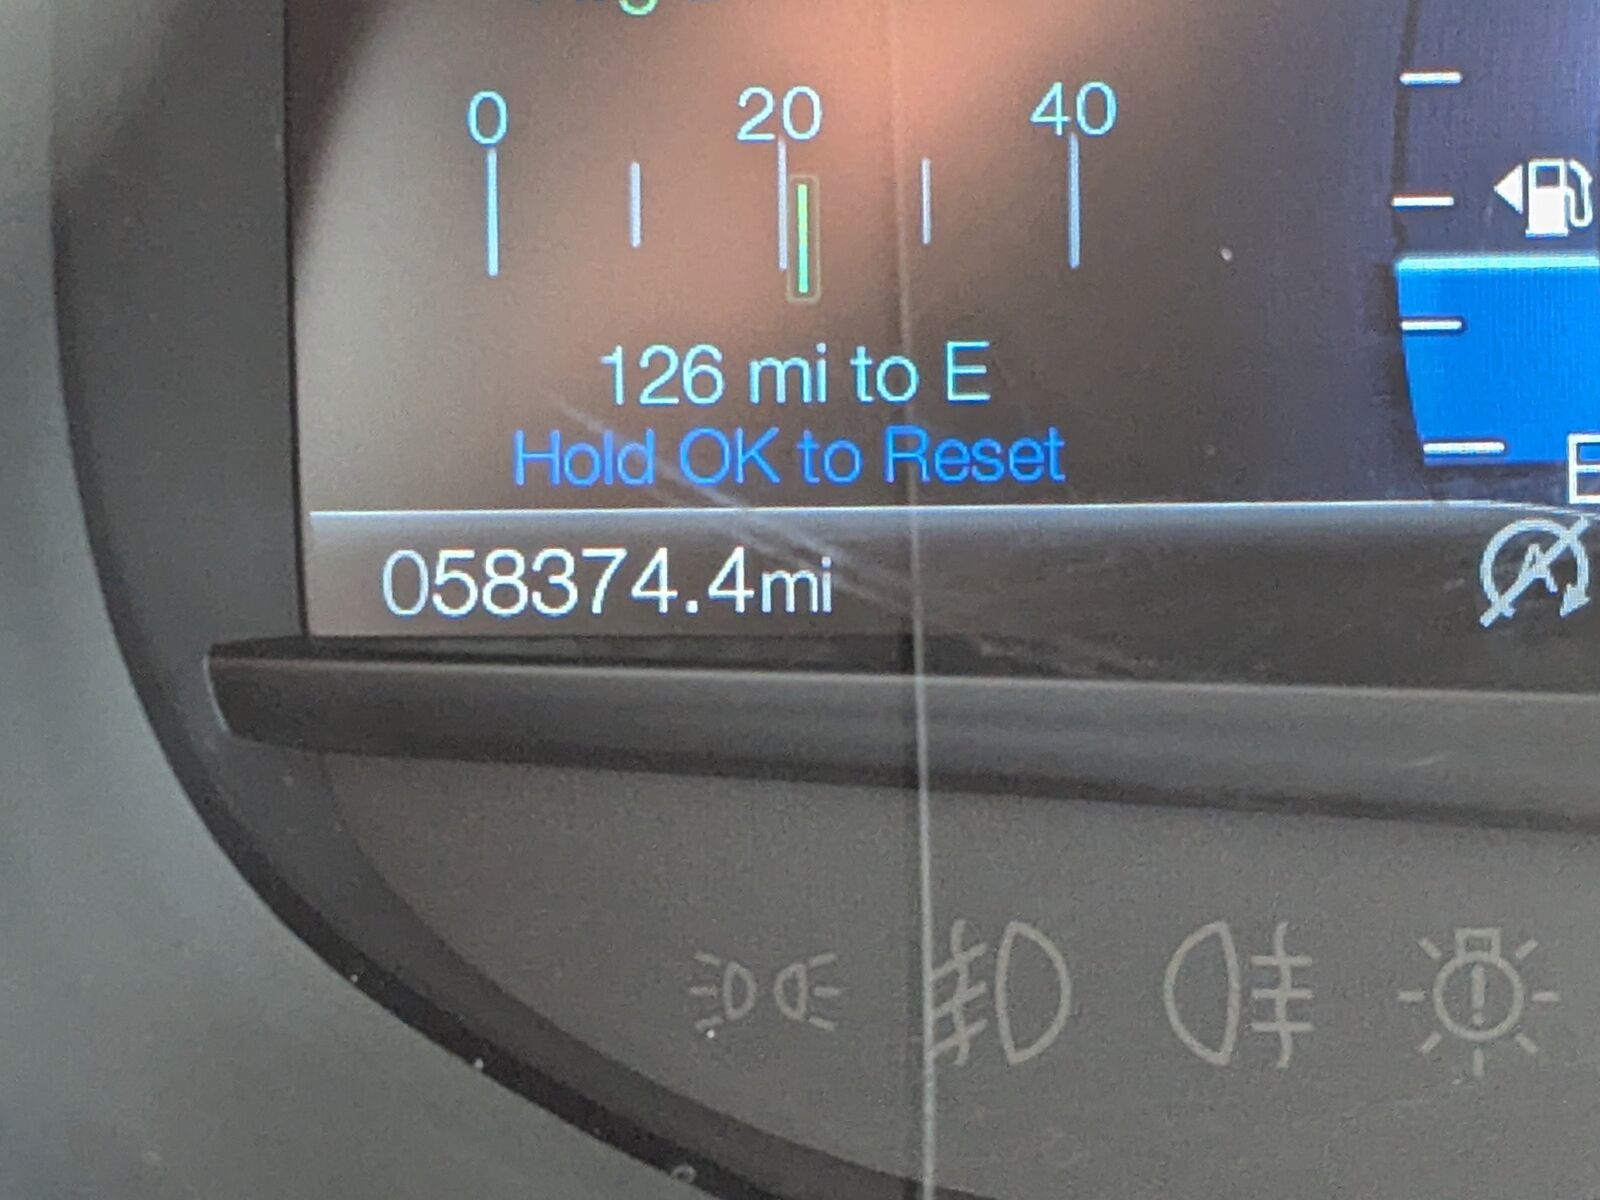 0 20 40
126 mi to E
Hold OK to Reset
E
058374.4mi
A